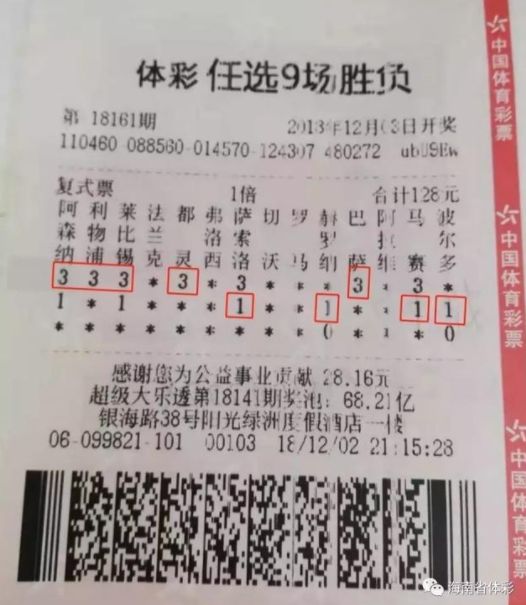 体彩 任选9场胜负
第 18161期 2018年12月03日开奖
110460-088560-014570-124307 480272 ubU9Ew
复式票 1倍 合计128元
阿 利 莱 法 都 弗 萨 切 罗 赫 巴 阿 马 波
森 物 比 兰 洛 索 罗 拉 尔
纳 浦 锡 克 灵 西 洛 沃 马 纳 萨 维 赛 多
3 3 3 * 3 * 3 * * * 3 * 3 *
1 * 1 * * * 1 * * 1 * * 1 1
* * * * * * * * * 0 * * * 0
感谢您为公益事业贡献 28.16元
超级大乐透第18141期奖池: 68.21亿
银海路38号阳光绿洲度假酒店一楼
06-099821-101 00103 18/12/02 21:15:28
中国体育彩票
中国体育彩票
中国体育彩票
海南省体彩